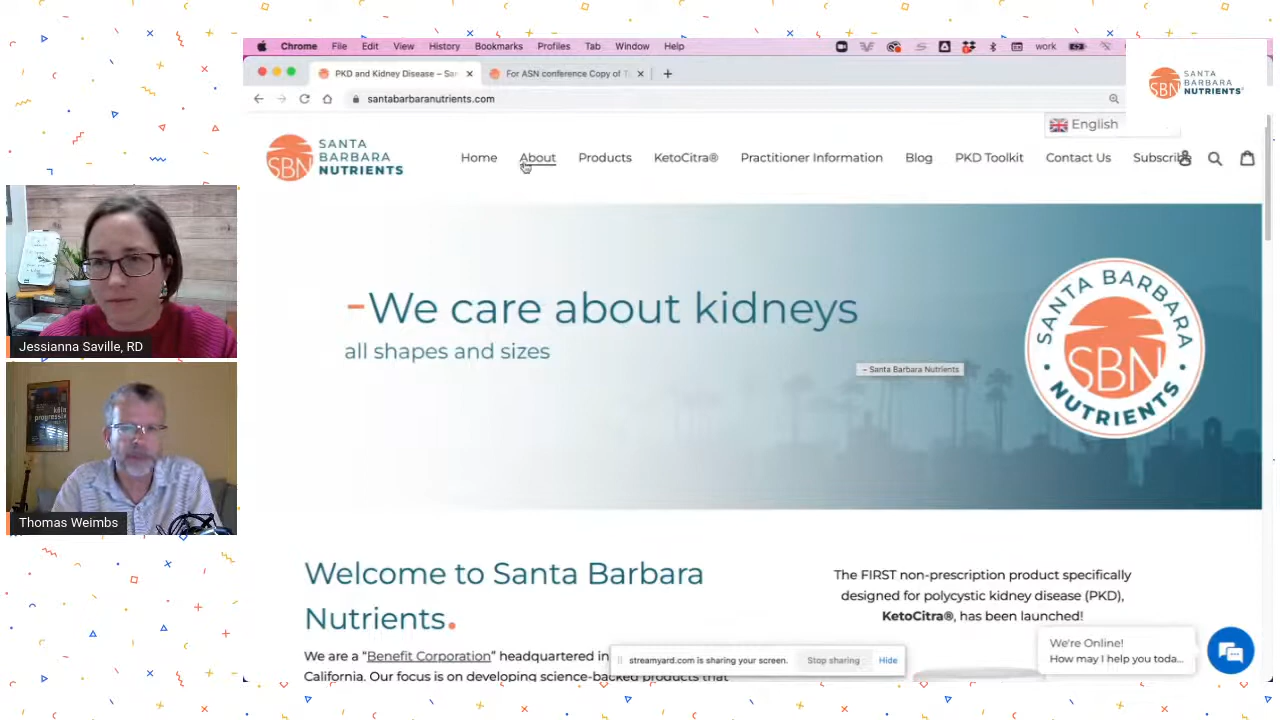 Chrome File Edit View History Bookmarks Profiles Tab Window Help
work
PKD and Kidney Disease – San
For ASN conference Copy of T
santabarbaranutrients.com
SANTA
BARBARA
NUTRIENTS
SBN
English
SANTA
BARBARA
NUTRIENTS
SBN
Home About Products KetoCitra® Practitioner Information Blog PKD Toolkit Contact Us Subscribe
–We care about kidneys
all shapes and sizes
– Santa Barbara Nutrients
SANTA BARBARA
SBN
NUTRIENTS
Jessianna Saville, RD
köln
progressiv
Thomas Weimbs
Welcome to Santa Barbara
Nutrients.
We are a “Benefit Corporation” headquartered in
California. Our focus is on developing science-backed products that
The FIRST non-prescription product specifically
designed for polycystic kidney disease (PKD),
KetoCitra®, has been launched!
We're Online!
How may I help you toda...
streamyard.com is sharing your screen. Stop sharing Hide